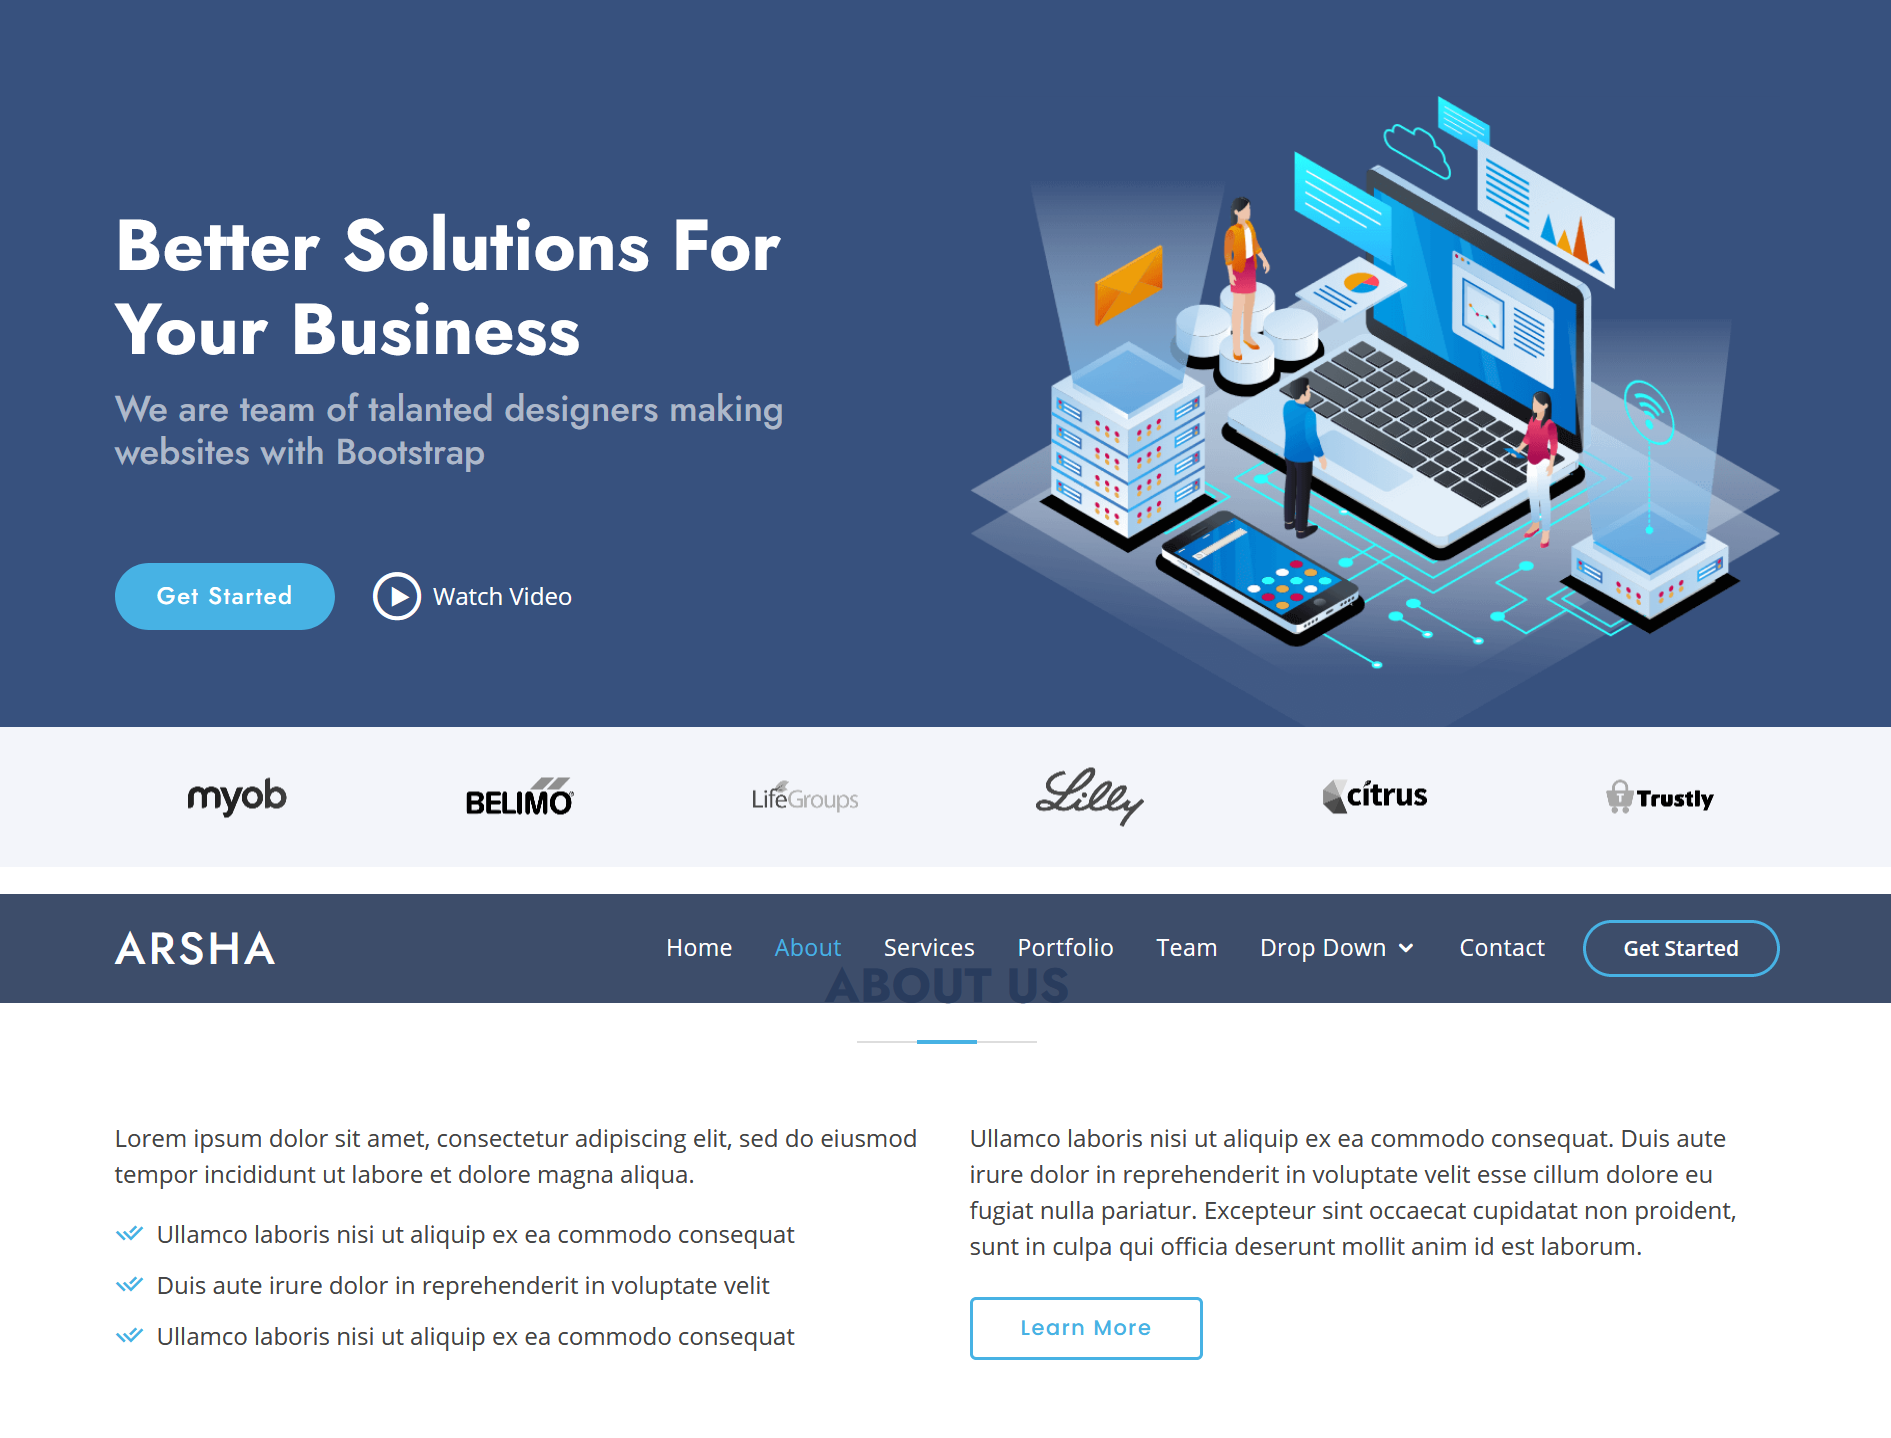 Better Solutions For
Your Business
We are team of talanted designers making
websites with Bootstrap
Get Started
Watch Video
myob
BELIMO
LifeGroups
Lilly
cítrus
T Trustly
ARSHA
Home
About
Services
Portfolio
Team
Drop Down
Contact
Get Started
ABOUT US
Lorem ipsum dolor sit amet, consectetur adipiscing elit, sed do eiusmod
tempor incididunt ut labore et dolore magna aliqua.
Ullamco laboris nisi ut aliquip ex ea commodo consequat
Duis aute irure dolor in reprehenderit in voluptate velit
Ullamco laboris nisi ut aliquip ex ea commodo consequat
Ullamco laboris nisi ut aliquip ex ea commodo consequat. Duis aute
irure dolor in reprehenderit in voluptate velit esse cillum dolore eu
fugiat nulla pariatur. Excepteur sint occaecat cupidatat non proident,
sunt in culpa qui officia deserunt mollit anim id est laborum.
Learn More